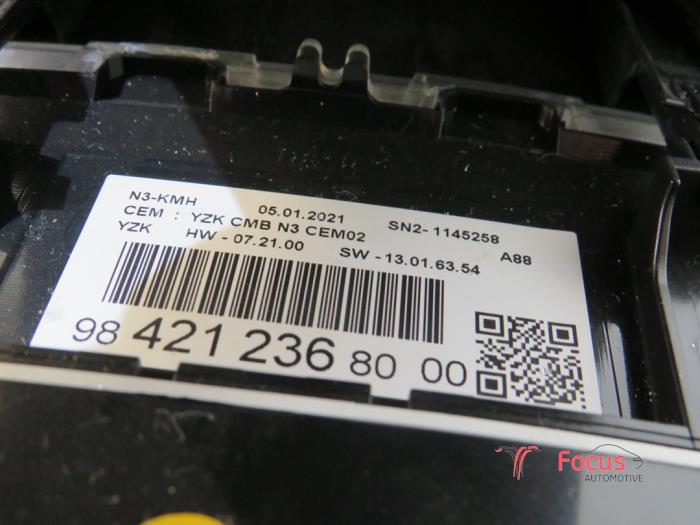 N3-KMH 05.01.2021 SN2- 1145258
CEM : YZK CMB N3 CEM02 A88
YZK HW - 07.21.00 SW - 13.01.63.54
98 421 236 80 00
Focus
AUTOMOTIVE